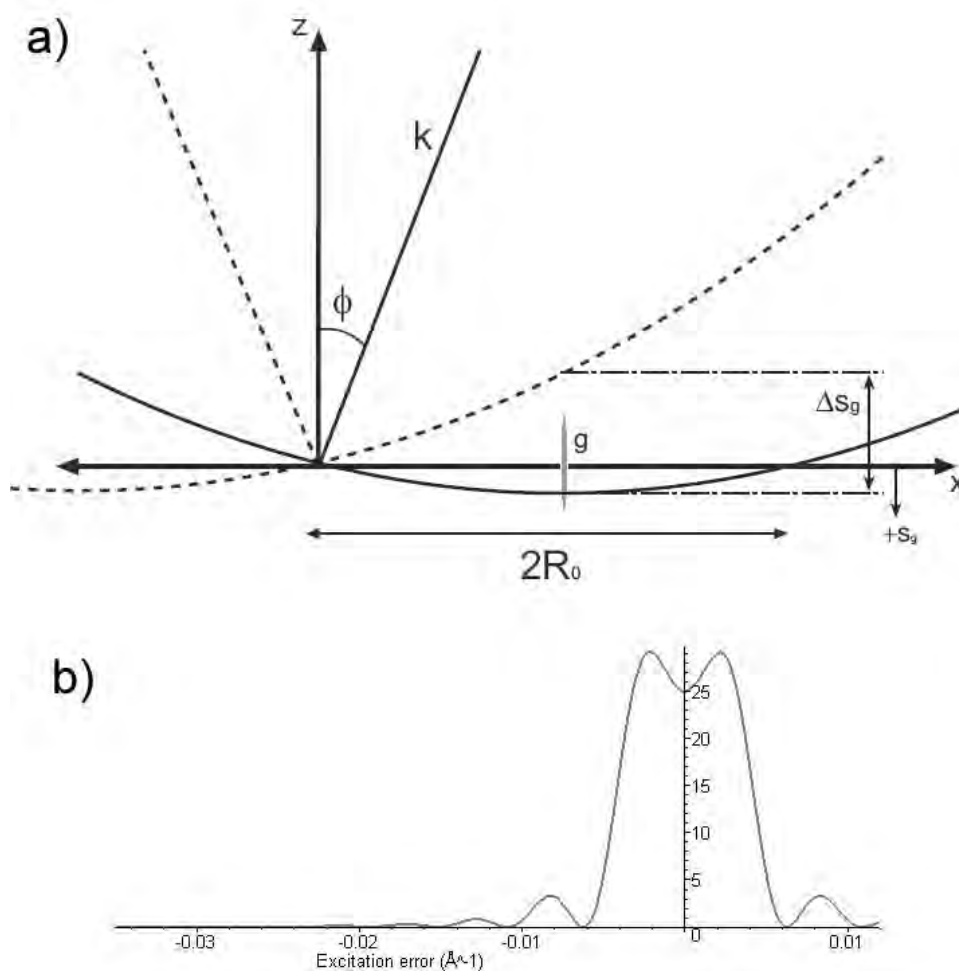 a)
z
k
ϕ
ΔSg
g
x
+Sg
2R₀
b)
25
20
15
10
5
-0.03
-0.02
-0.01
0
0.01
Excitation error (Å^-1)